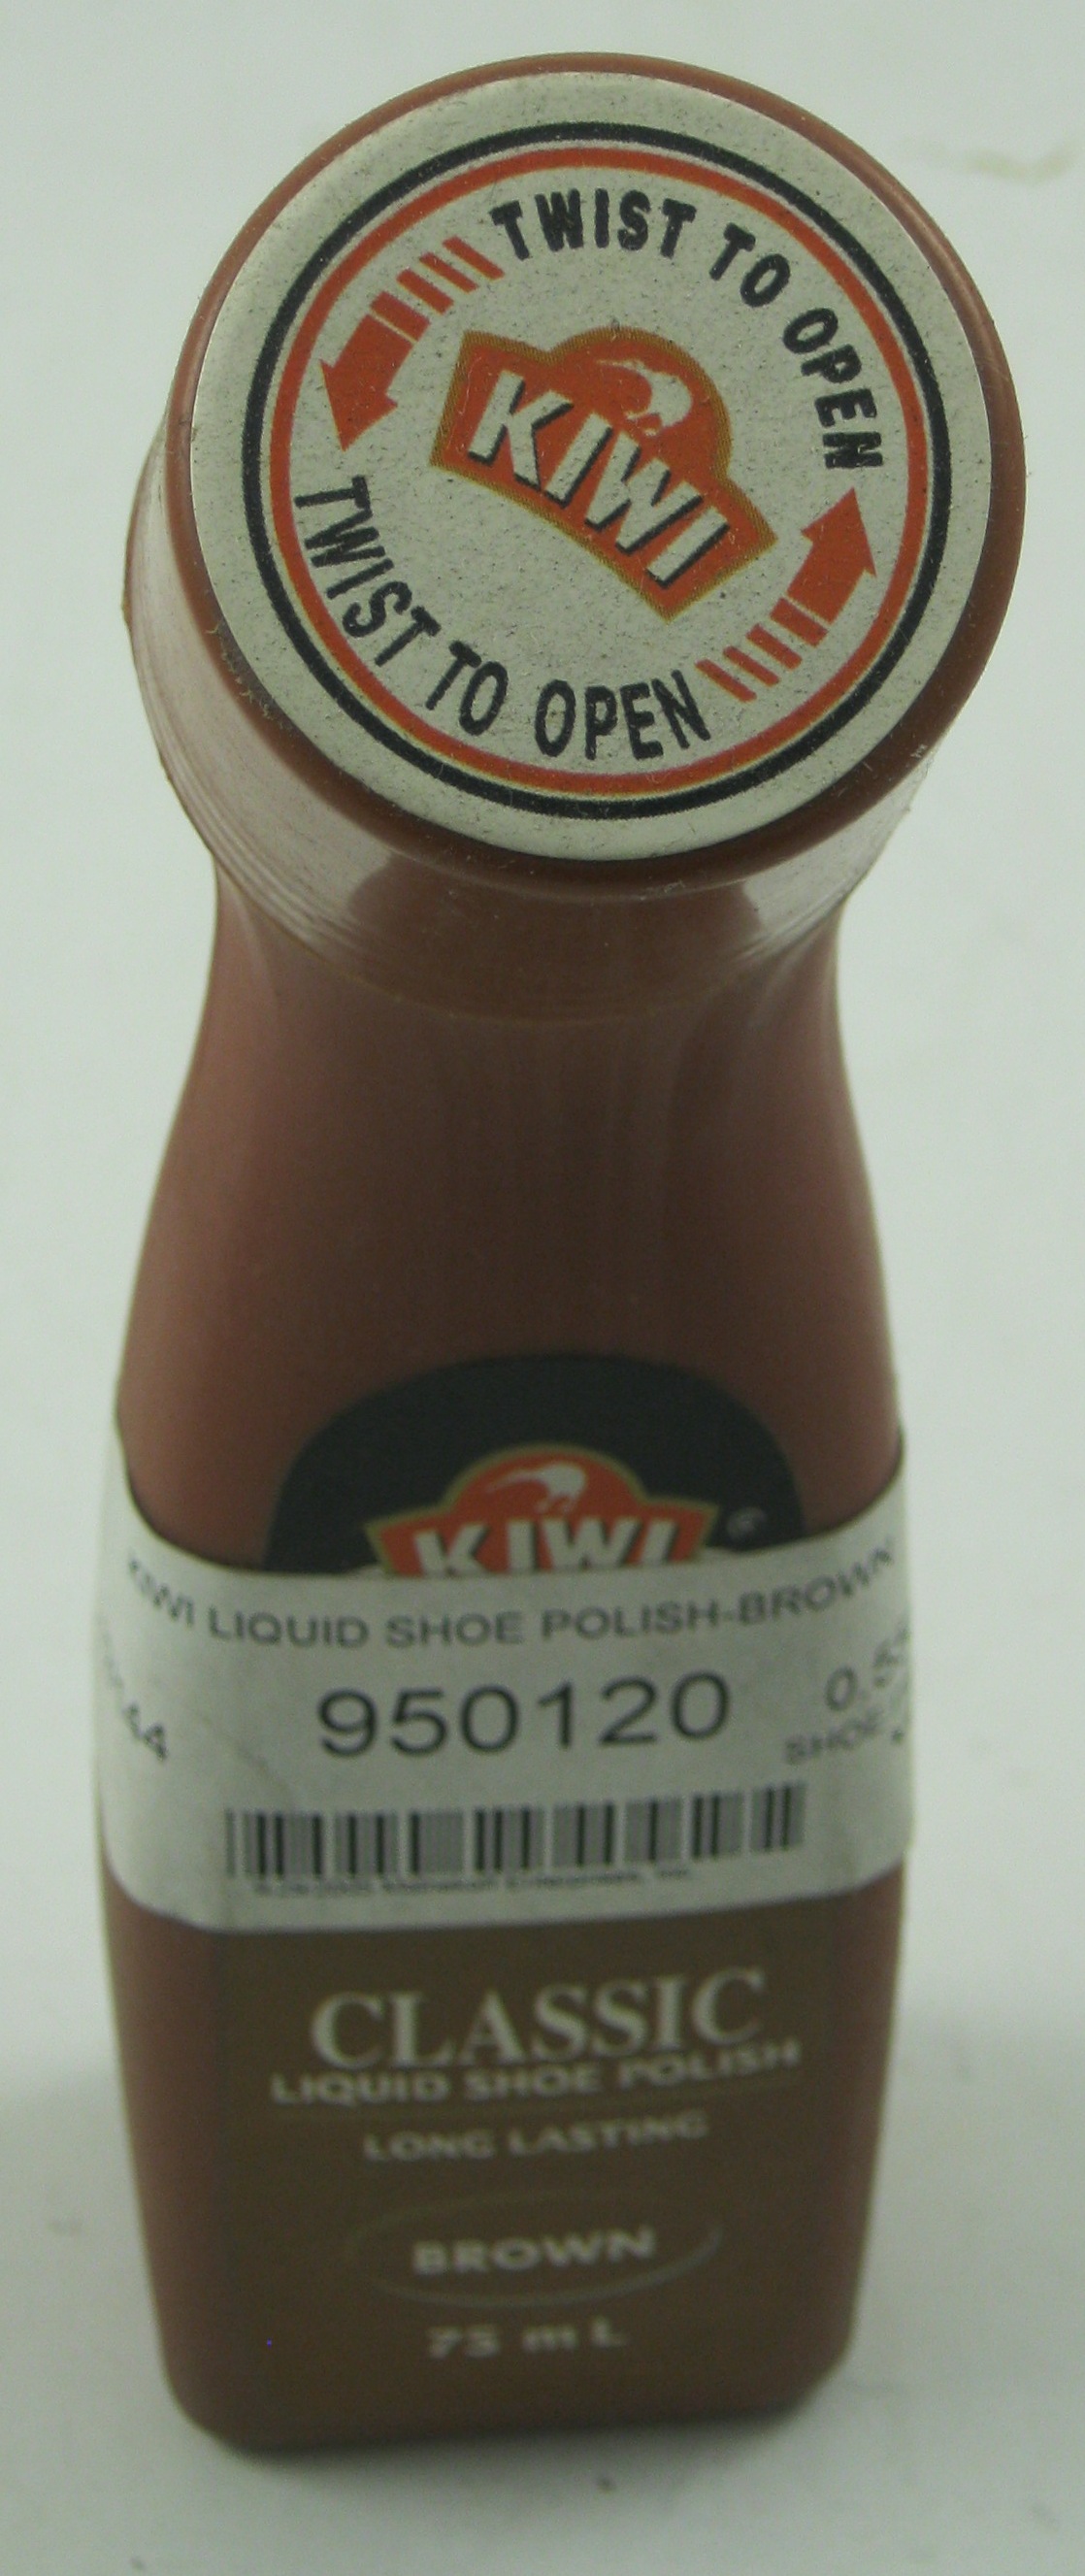 TWIST TO OPEN
KIWI
TWIST TO OPEN
KIWI
KIWI LIQUID SHOE POLISH-BROWN
950120
CLASSIC
LIQUID SHOE POLISH
LONG LASTING
BROWN
75 mL